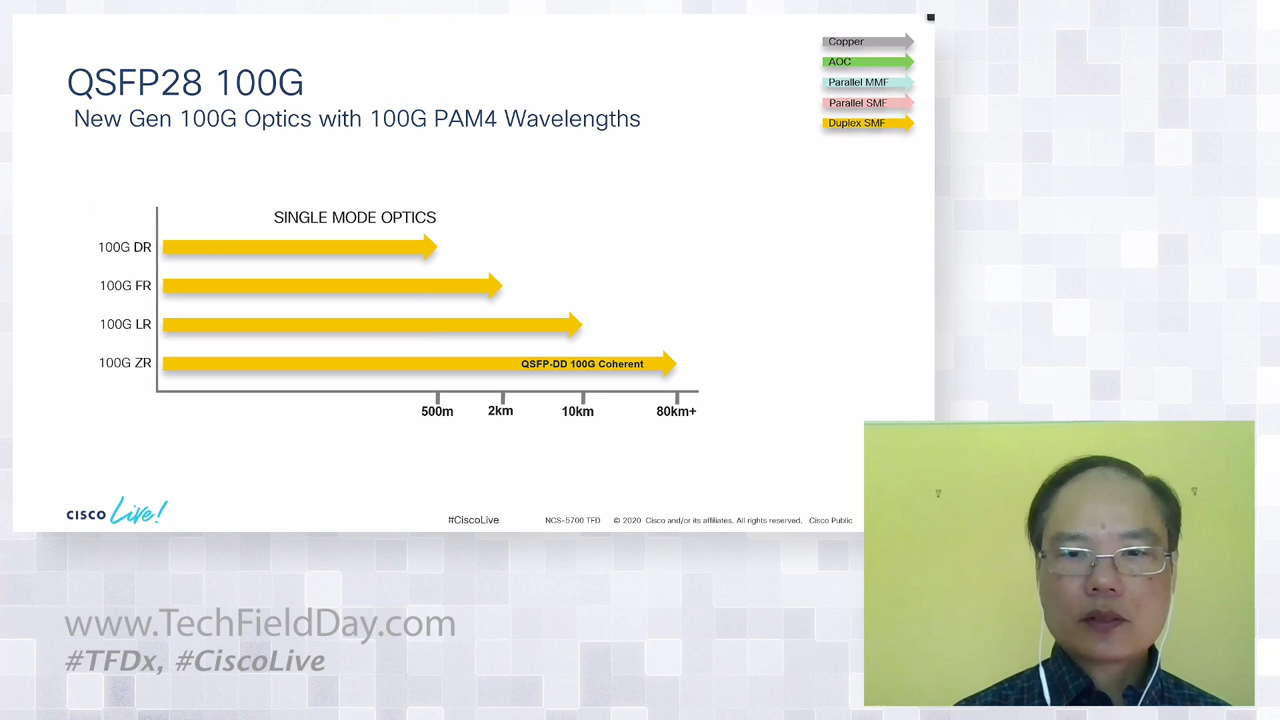 QSFP28 100G
New Gen 100G Optics with 100G PAM4 Wavelengths
Copper
AOC
Parallel MMF
Parallel SMF
Duplex SMF
SINGLE MODE OPTICS
100G DR
100G FR
100G LR
100G ZR
QSFP-DD 100G Coherent
500m
2km
10km
80km+
CISCO Live!
#CiscoLive
NCS-5700 TFD
© 2020 Cisco and/or its affiliates. All rights reserved. Cisco Public
www.TechFieldDay.com
#TFDx, #CiscoLive